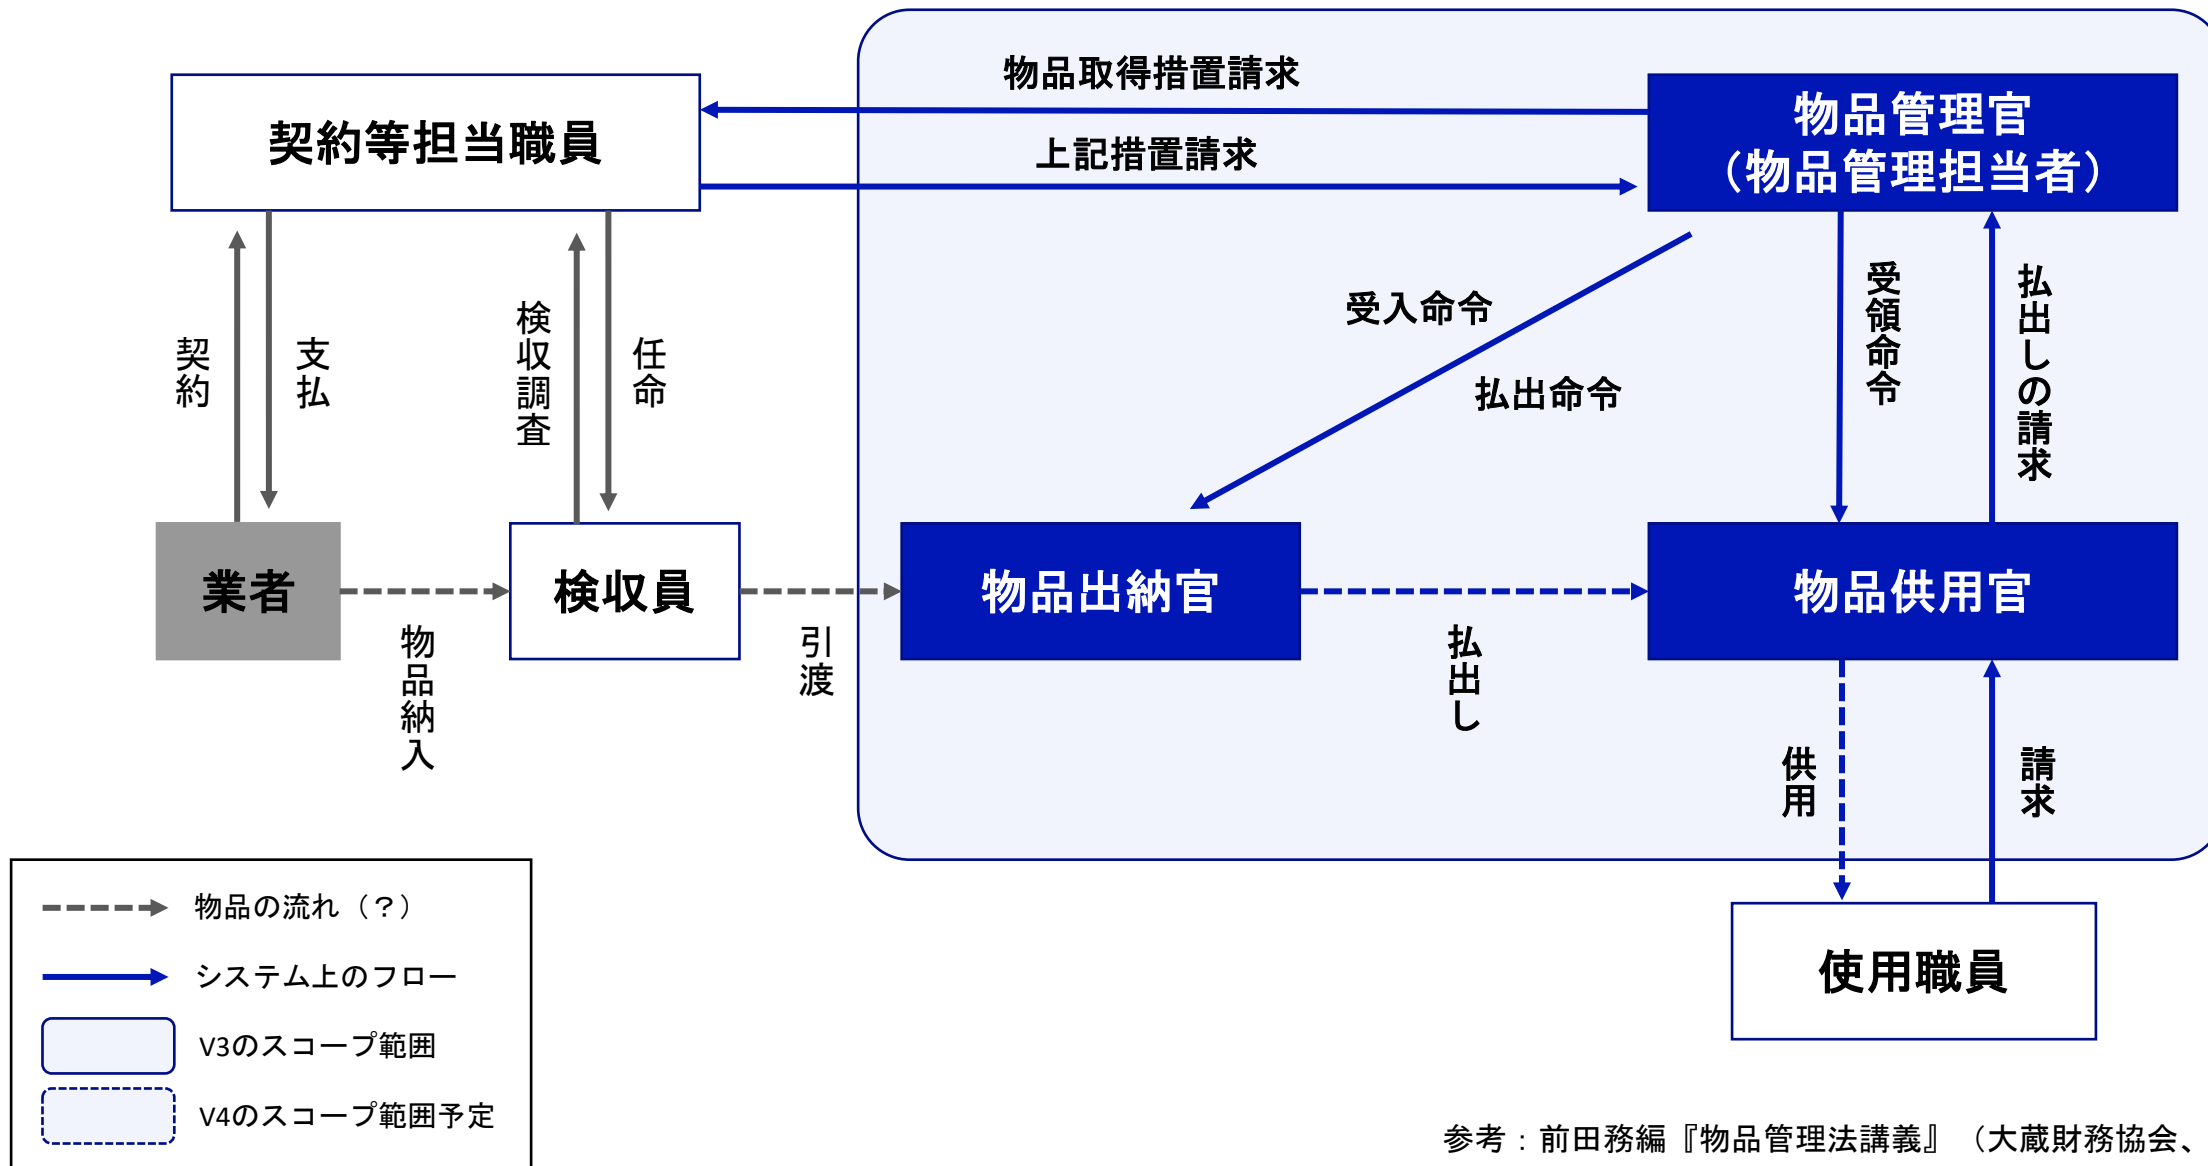 物品取得措置請求
契約等担当職員
上記措置請求
物品管理官
（物品管理担当者）
契約
支払
検収調査
任命
受入命令
払出命令
受領命令
払出しの請求
業者
検収員
物品出納官
物品供用官
物品納入
引渡
払出し
供用
請求
使用職員
物品の流れ（？）
システム上のフロー
V3のスコープ範囲
V4のスコープ範囲予定
参考：前田務編『物品管理法講義』（大蔵財務協会、